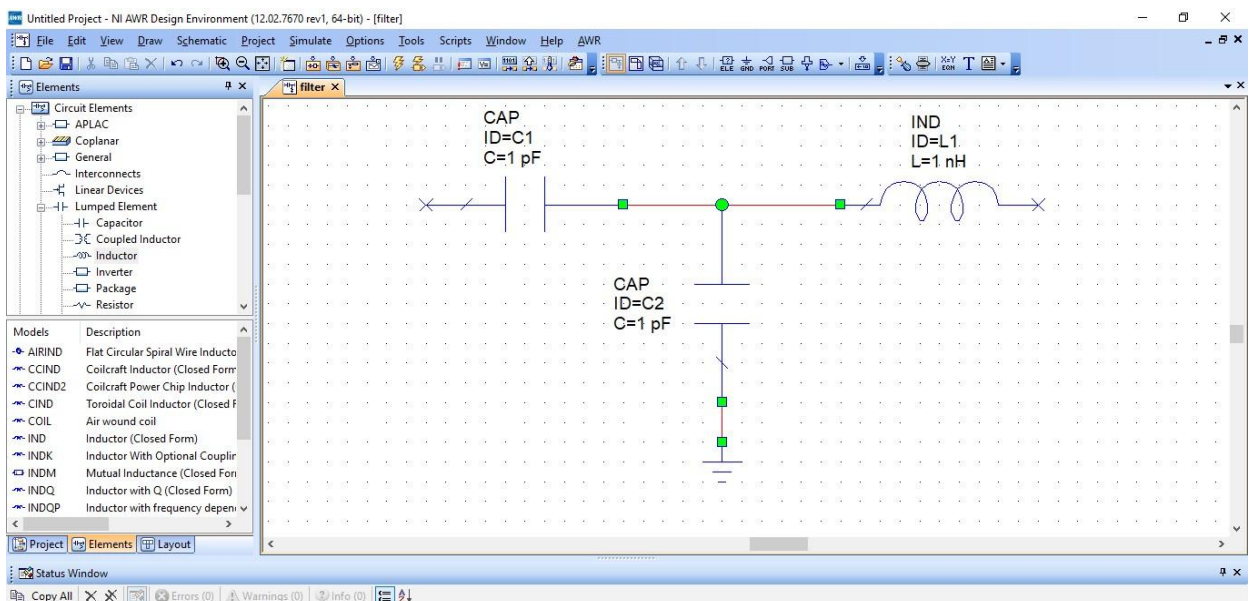 Untitled Project - NI AWR Design Environment (12.02.7670 rev1, 64-bit) - [filter]
File Edit View Draw Schematic Project Simulate Options Tools Scripts Window Help AWR
ELE GND PORT SUB X=Y EQN T
Elements
filter
Circuit Elements
APLAC
Coplanar
General
Interconnects
Linear Devices
Lumped Element
Capacitor
Coupled Inductor
Inductor
Inverter
Package
Resistor
Models Description
AIRIND Flat Circular Spiral Wire Inducto
CCIND Coilcraft Inductor (Closed Form
CCIND2 Coilcraft Power Chip Inductor (
CIND Toroidal Coil Inductor (Closed F
COIL Air wound coil
IND Inductor (Closed Form)
INDK Inductor With Optional Couplin
INDM Mutual Inductance (Closed For
INDQ Inductor with Q (Closed Form)
INDQP Inductor with frequency depen
Project Elements Layout
CAP
ID=C1
C=1 pF
IND
ID=L1
L=1 nH
CAP
ID=C2
C=1 pF
Status Window
Copy All Errors (0) Warnings (0) Info (0)